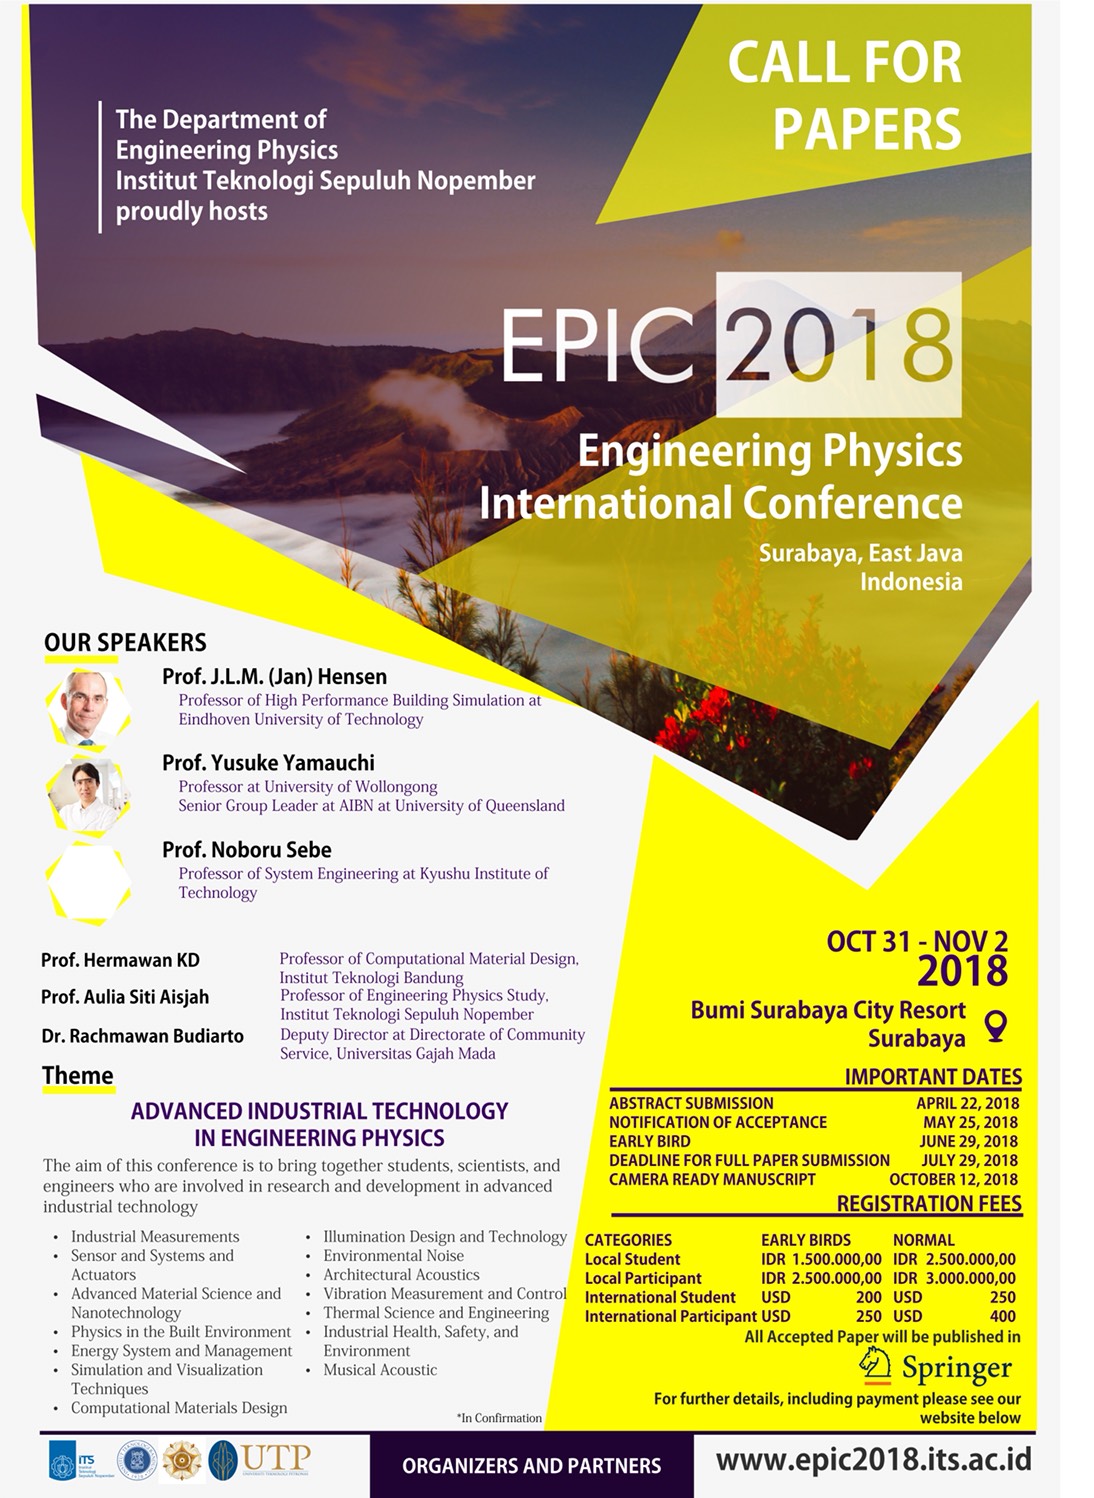 CALL FOR
PAPERS
The Department of
Engineering Physics
Institut Teknologi Sepuluh Nopember
proudly hosts
EPIC 2018
Engineering Physics
International Conference
Surabaya, East Java
Indonesia
OUR SPEAKERS
Prof. J.L.M. (Jan) Hensen
Professor of High Performance Building Simulation at
Eindhoven University of Technology
Prof. Yusuke Yamauchi
Professor at University of Wollongong
Senior Group Leader at AIBN at University of Queensland
Prof. Noboru Sebe
Professor of System Engineering at Kyushu Institute of
Technology
Prof. Hermawan KD
Professor of Computational Material Design,
Institut Teknologi Bandung
Prof. Aulia Siti Aisjah
Professor of Engineering Physics Study,
Institut Teknologi Sepuluh Nopember
Dr. Rachmawan Budiarto
Deputy Director at Directorate of Community
Service, Universitas Gajah Mada
Theme
ADVANCED INDUSTRIAL TECHNOLOGY
IN ENGINEERING PHYSICS
The aim of this conference is to bring together students, scientists, and
engineers who are involved in research and development in advanced
industrial technology
• Industrial Measurements
• Sensor and Systems and
Actuators
• Advanced Material Science and
Nanotechnology
• Physics in the Built Environment
• Energy System and Management
• Simulation and Visualization
Techniques
• Computational Materials Design
• Illumination Design and Technology
• Environmental Noise
• Architectural Acoustics
• Vibration Measurement and Control
• Thermal Science and Engineering
• Industrial Health, Safety, and
Environment
• Musical Acoustic
*In Confirmation
OCT 31 - NOV 2
2018
Bumi Surabaya City Resort
Surabaya
IMPORTANT DATES
ABSTRACT SUBMISSION APRIL 22, 2018
NOTIFICATION OF ACCEPTANCE MAY 25, 2018
EARLY BIRD JUNE 29, 2018
DEADLINE FOR FULL PAPER SUBMISSION JULY 29, 2018
CAMERA READY MANUSCRIPT OCTOBER 12, 2018
REGISTRATION FEES
CATEGORIES EARLY BIRDS NORMAL
Local Student IDR 1.500.000,00 IDR 2.500.000,00
Local Participant IDR 2.500.000,00 IDR 3.000.000,00
International Student USD 200 USD 250
International Participant USD 250 USD 400
All Accepted Paper will be published in
Springer
For further details, including payment please see our
website below
ITS
Institut
Teknologi
Sepuluh Nopember
UTP
UNIVERSITI TEKNOLOGI PETRONAS
ORGANIZERS AND PARTNERS
www.epic2018.its.ac.id